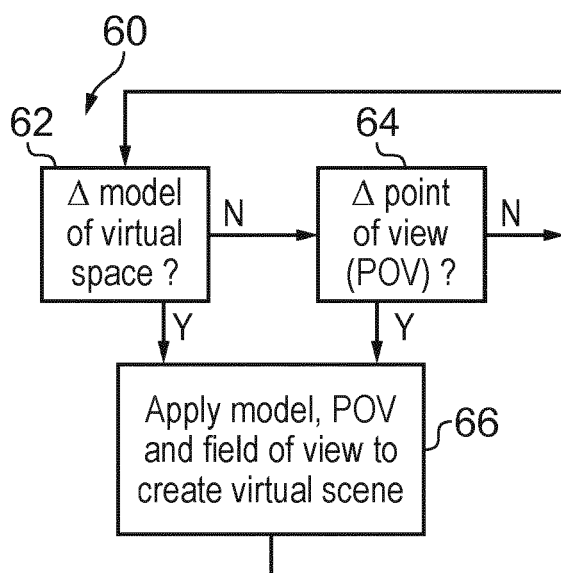 60
62
64
Δ model
of virtual
space ?
N
Δ point
of view
(POV) ?
N
Y
Y
Apply model, POV
and field of view to
create virtual scene
66